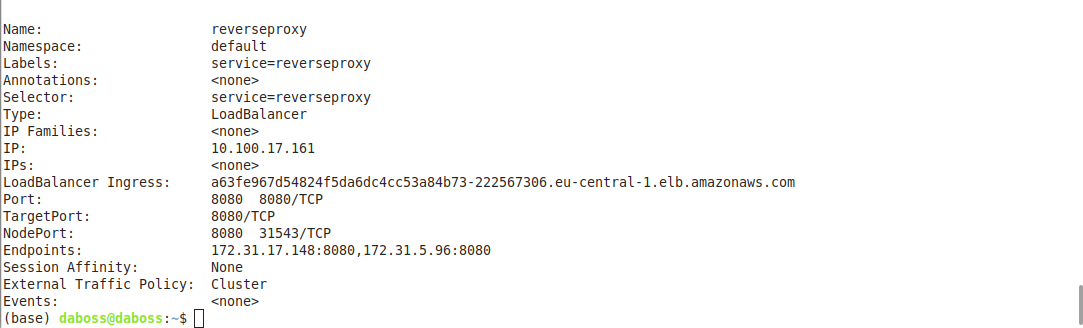 Name:                     reverseproxy
Namespace:                default
Labels:                   service=reverseproxy
Annotations:              <none>
Selector:                 service=reverseproxy
Type:                     LoadBalancer
IP Families:              <none>
IP:                       10.100.17.161
IPs:                      <none>
LoadBalancer Ingress:     a63fe967d54824f5da6dc4cc53a84b73-222567306.eu-central-1.elb.amazonaws.com
Port:                     8080  8080/TCP
TargetPort:               8080/TCP
NodePort:                 8080  31543/TCP
Endpoints:                172.31.17.148:8080,172.31.5.96:8080
Session Affinity:         None
External Traffic Policy:  Cluster
Events:                   <none>
(base) daboss@daboss:~$